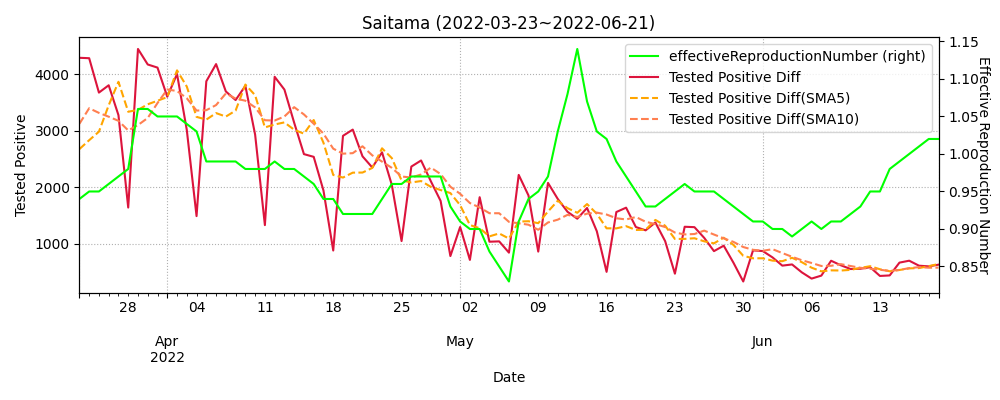 Saitama (2022-03-23~2022-06-21)
Tested Positive
4000
3000
2000
1000
effectiveReproductionNumber (right)
Tested Positive Diff
Tested Positive Diff(SMA5)
Tested Positive Diff(SMA10)
1.15
1.10
1.05
1.00
0.95
0.90
0.85
Effective Reproduction Number
28 04 11 18 25 02 09 16 23 30 06 13
Apr May Jun
2022
Date